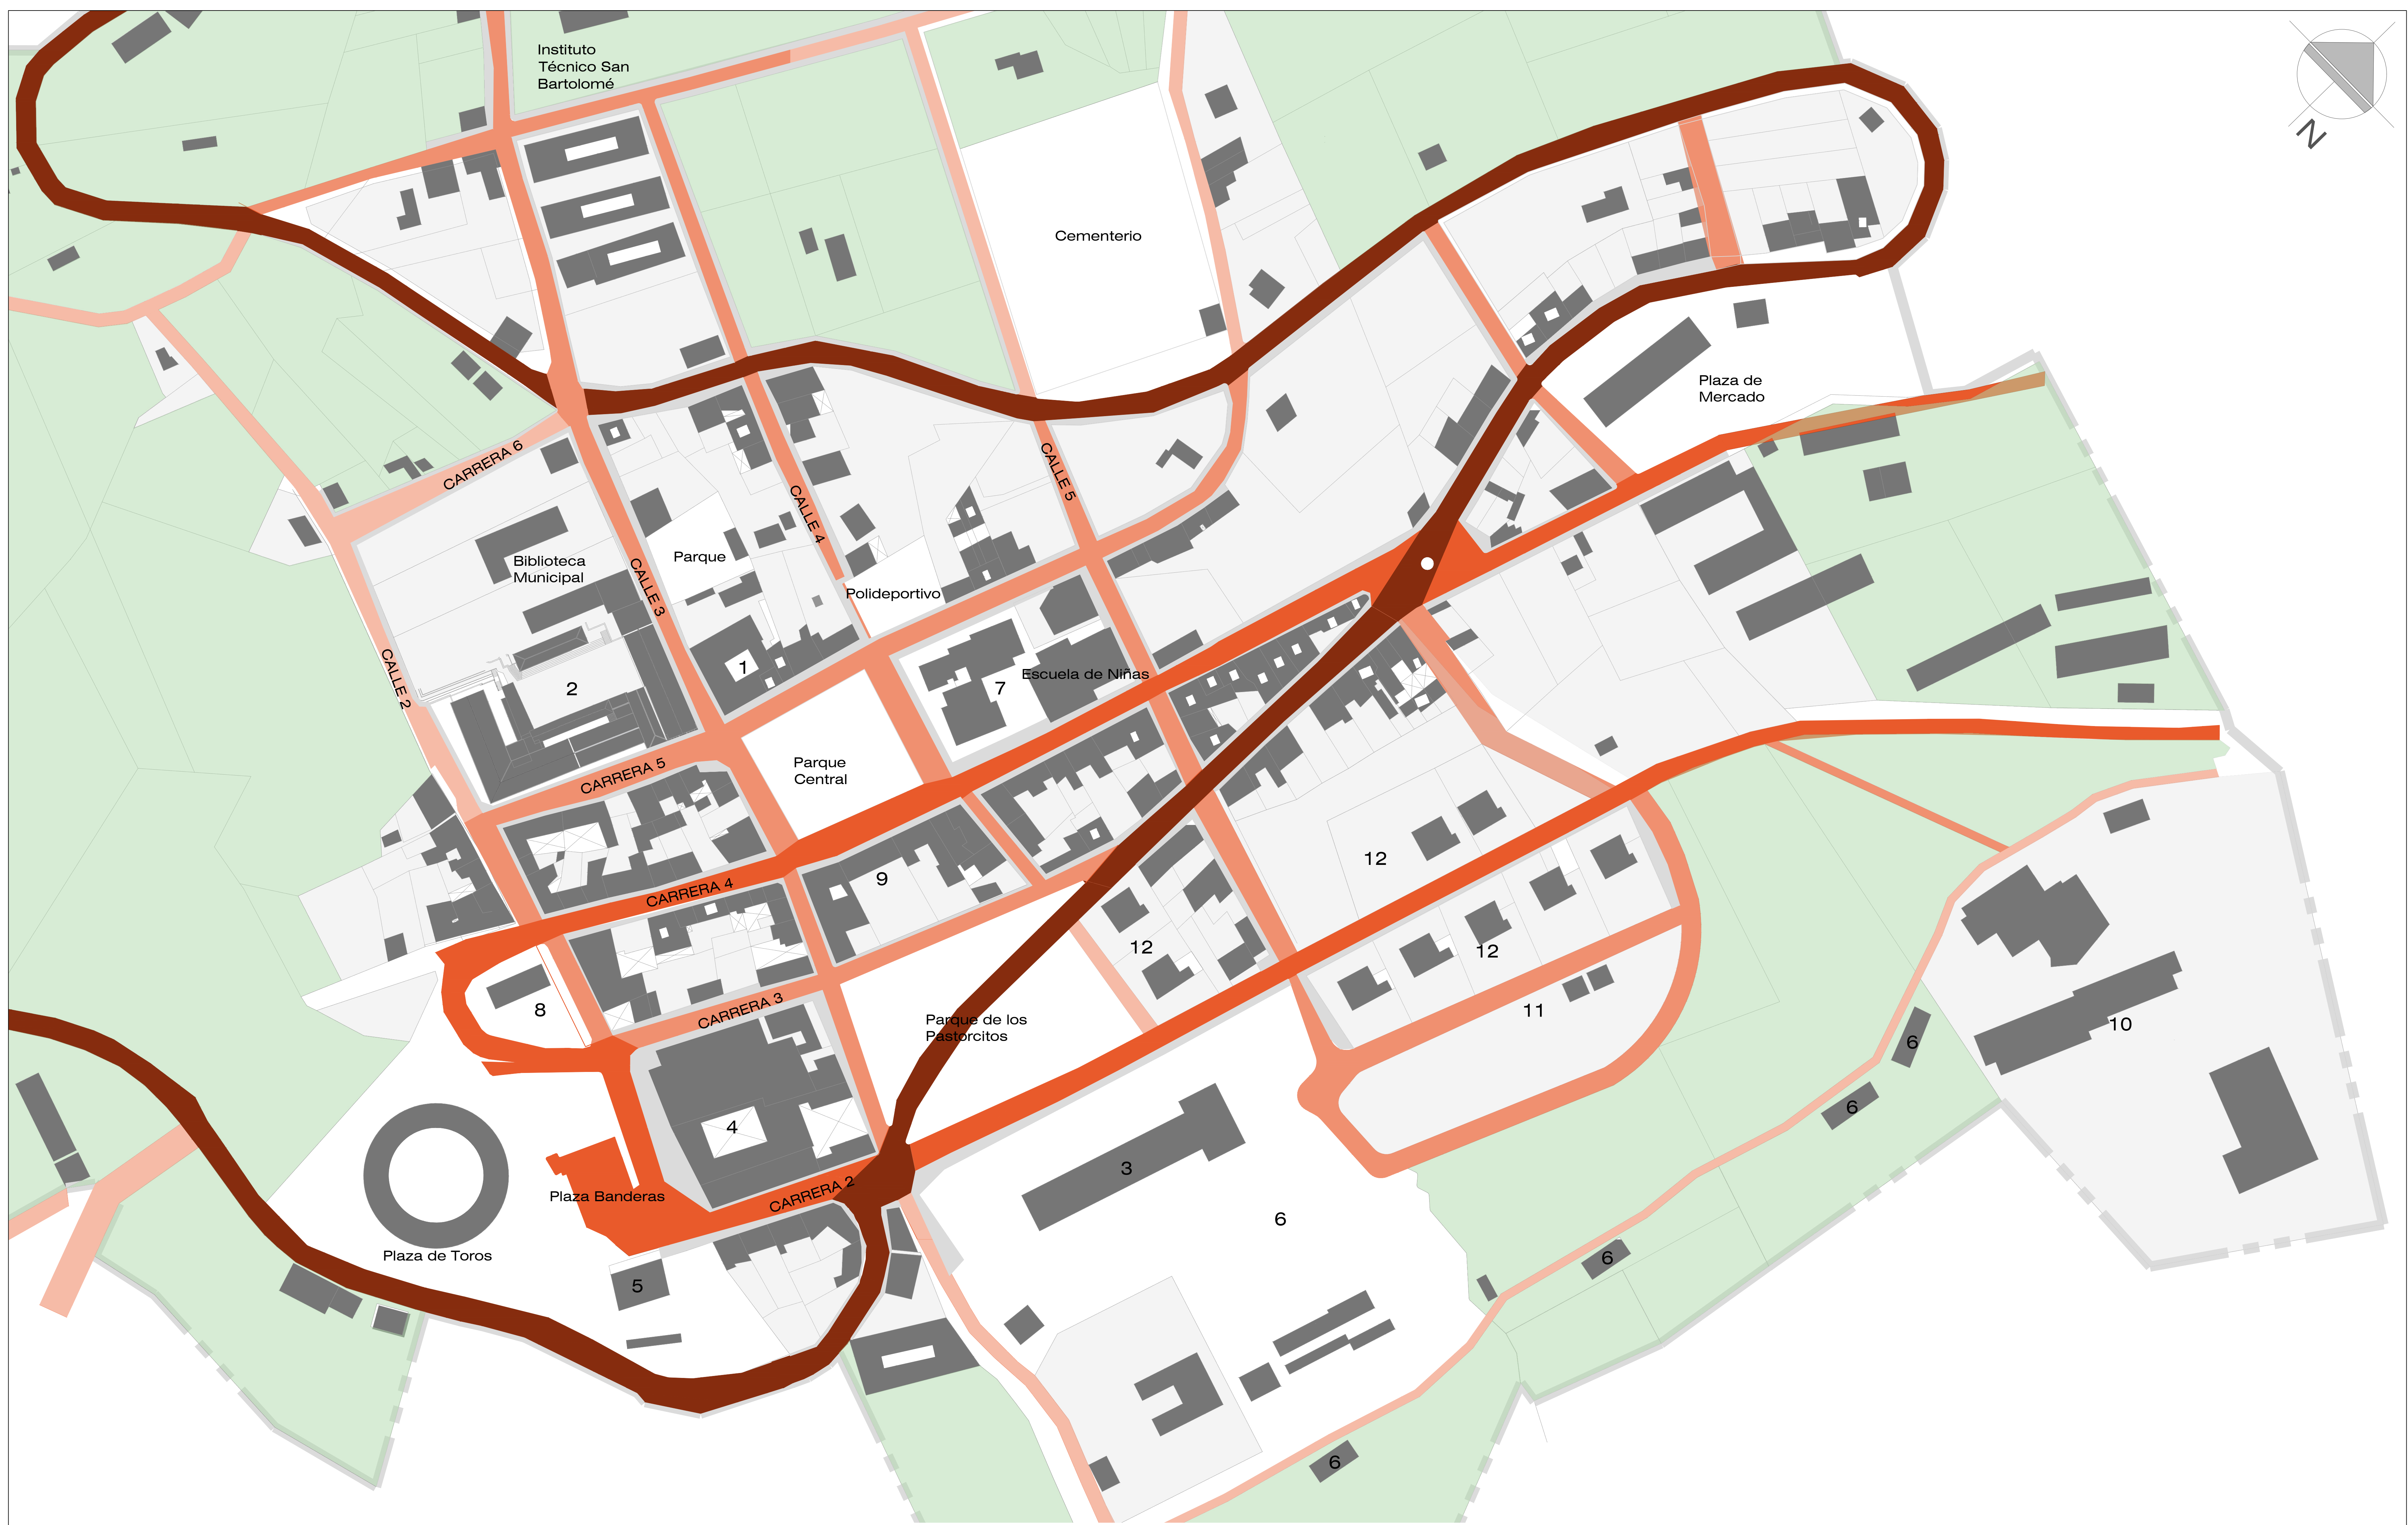 Instituto
Técnico San
Bartolomé
N
Cementerio
Plaza de
Mercado
CARRERA 6
CALLE 5
CALLE 4
Biblioteca
Municipal
CALLE 3
Parque
Polideportivo
1
2
CALLE 2
7
Escuela de Niñas
CARRERA 5
Parque
Central
12
9
CARRERA 4
12
12
8
CARRERA 3
Parque de los
Pastorcitos
11
10
6
6
4
3
Plaza Banderas
CARRERA 2
6
Plaza de Toros
6
5
6